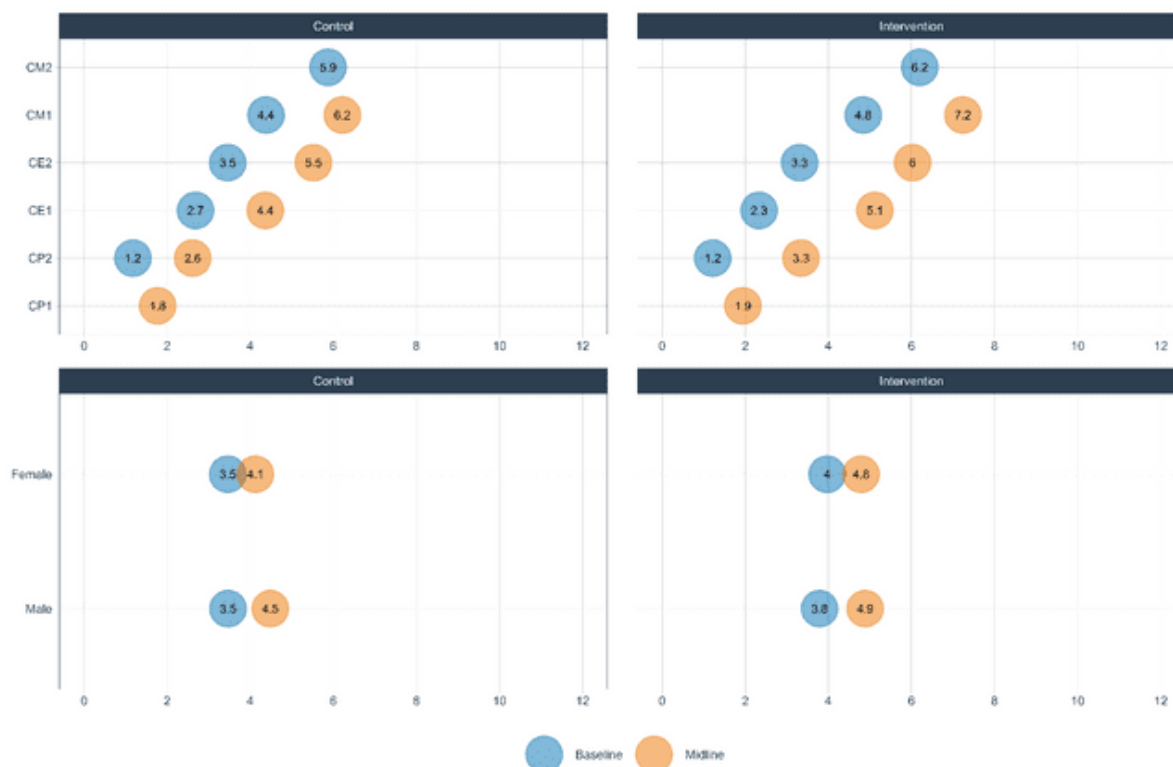 Control Intervention
CM2 5.9 6.2
CM1 4.4 6.2 4.8 7.2
CE2 3.5 5.5 3.3 6
CE1 2.7 4.4 2.3 5.1
CP2 1.2 2.6 1.2 3.3
CP1 1.8 1.9
0 2 4 6 8 10 12 0 2 4 6 8 10 12
Control Intervention
Female 3.5 4.1 4 4.8
Male 3.5 4.5 3.8 4.9
0 2 4 6 8 10 12 0 2 4 6 8 10 12
Baseline Midline